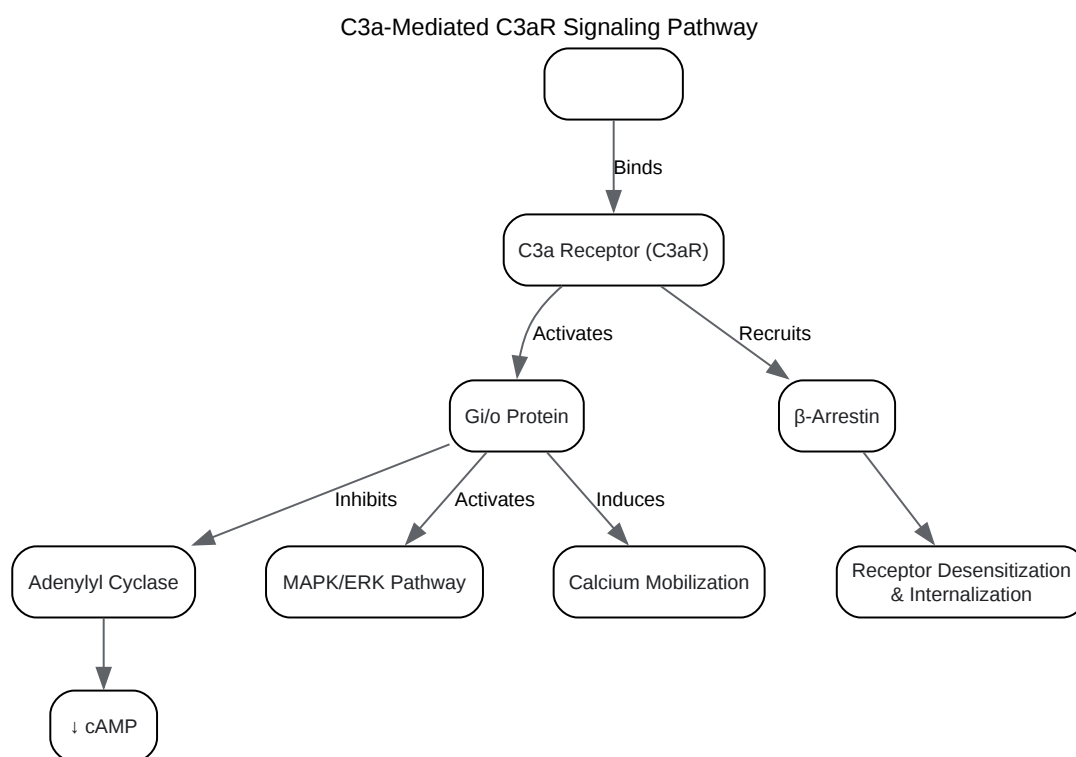 C3a-Mediated C3aR Signaling Pathway
Binds
C3a Receptor (C3aR)
Activates
Recruits
Gi/o Protein
β-Arrestin
Inhibits
Activates
Induces
Adenylyl Cyclase
MAPK/ERK Pathway
Calcium Mobilization
Receptor Desensitization
& Internalization
↓ cAMP